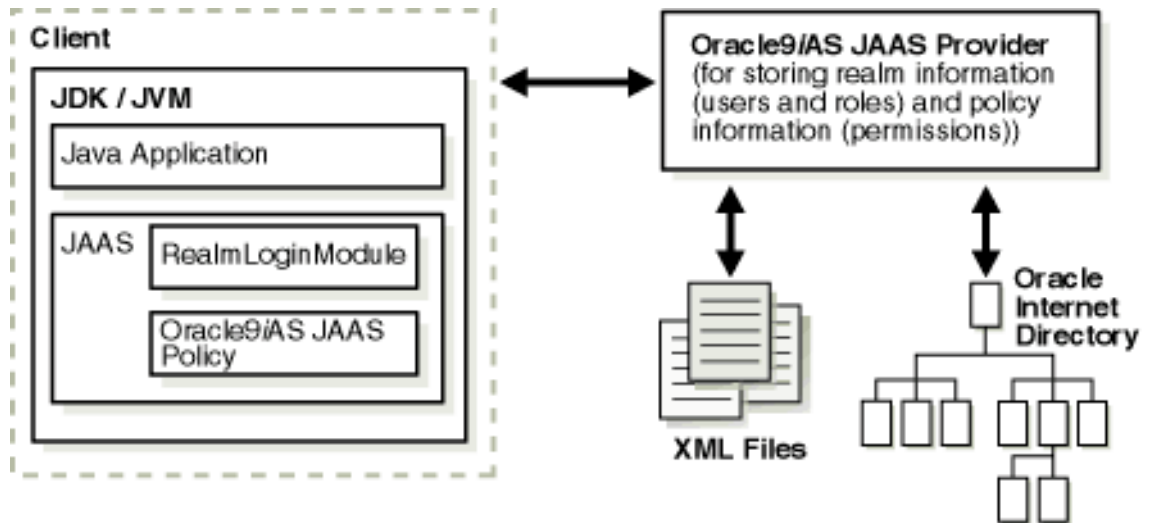 Client
JDK / JVM
Java Application
JAAS
RealmLoginModule
Oracle9iAS JAAS
Policy
Oracle9iAS JAAS Provider
(for storing realm information
(users and roles) and policy
information (permissions))
XML Files
Oracle
Internet
Directory